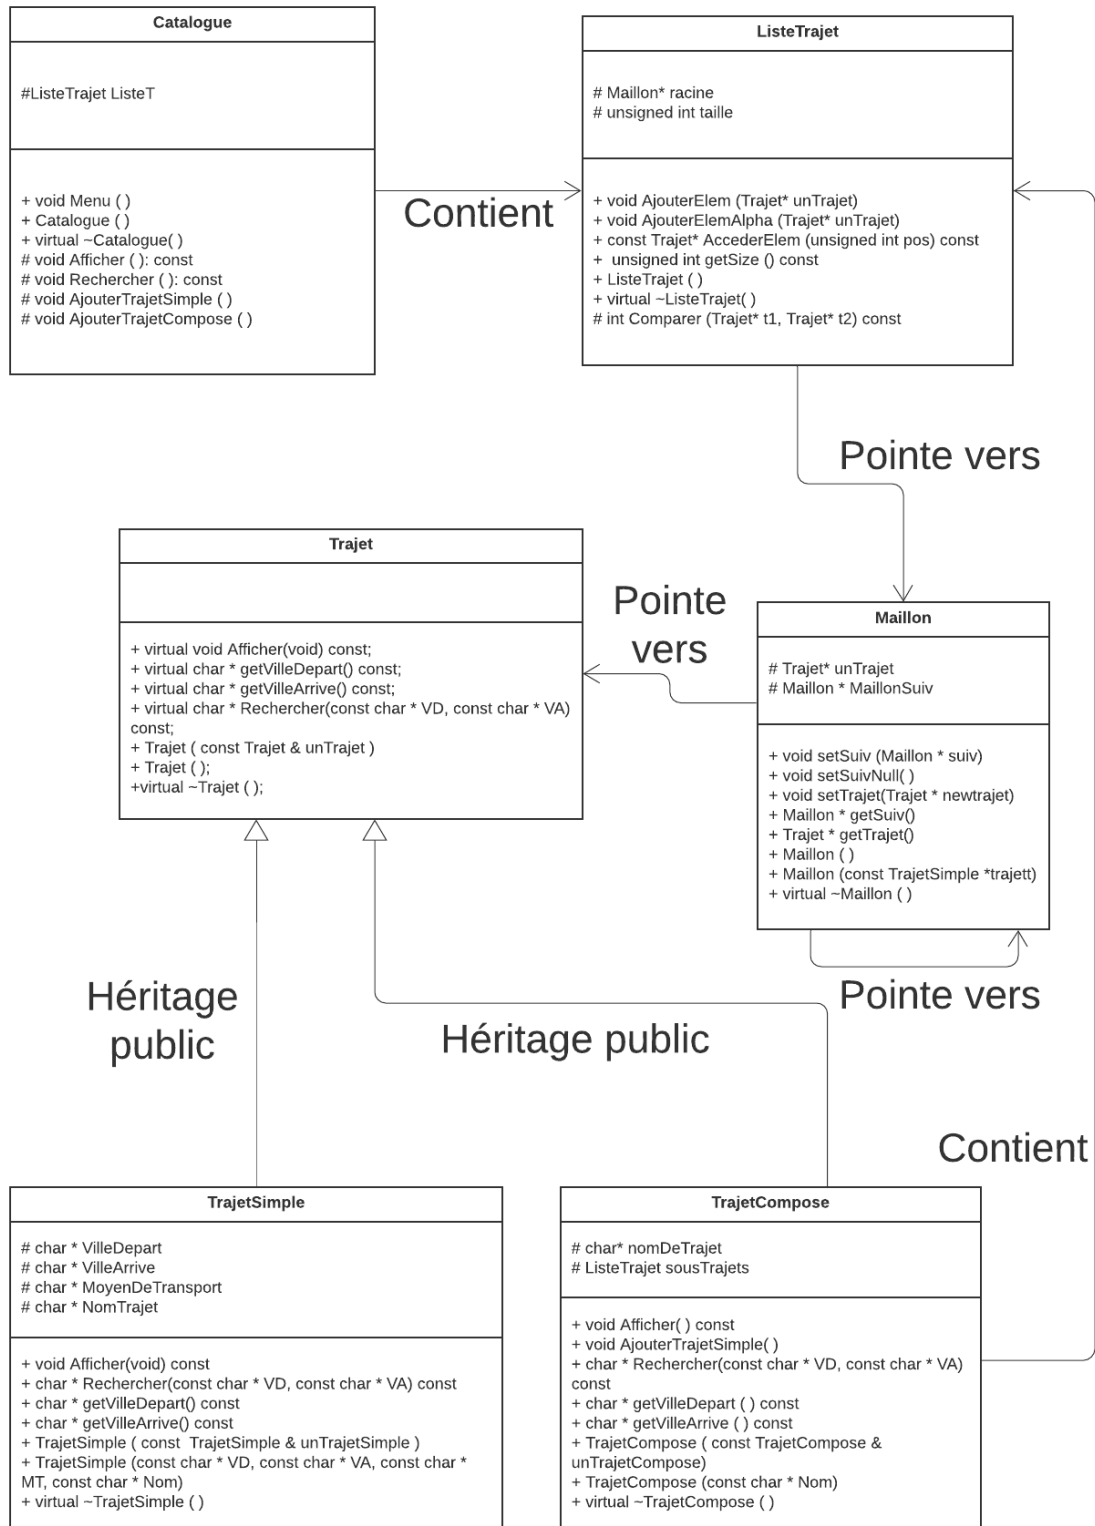 Catalogue
#ListeTrajet ListeT
+ void Menu ( )
+ Catalogue ( )
+ virtual ~Catalogue( )
# void Afficher ( ): const
# void Rechercher ( ): const
# void AjouterTrajetSimple ( )
# void AjouterTrajetCompose ( )
Contient
ListeTrajet
# Maillon* racine
# unsigned int taille
+ void AjouterElem (Trajet* unTrajet)
+ void AjouterElemAlpha (Trajet* unTrajet)
+ const Trajet* AccederElem (unsigned int pos) const
+ unsigned int getSize () const
+ ListeTrajet ( )
+ virtual ~ListeTrajet( )
# int Comparer (Trajet* t1, Trajet* t2) const
Pointe vers
Trajet
+ virtual void Afficher(void) const;
+ virtual char * getVilleDepart() const;
+ virtual char * getVilleArrive() const;
+ virtual char * Rechercher(const char * VD, const char * VA)
const;
+ Trajet ( const Trajet & unTrajet )
+ Trajet ( );
+virtual ~Trajet ( );
Pointe
vers
Maillon
# Trajet* unTrajet
# Maillon * MaillonSuiv
+ void setSuiv (Maillon * suiv)
+ void setSuivNull( )
+ void setTrajet(Trajet * newtrajet)
+ Maillon * getSuiv()
+ Trajet * getTrajet()
+ Maillon ( )
+ Maillon (const TrajetSimple *trajett)
+ virtual ~Maillon ( )
Pointe vers
Héritage
public
Héritage public
Contient
TrajetSimple
# char * VilleDepart
# char * VilleArrive
# char * MoyenDeTransport
# char * NomTrajet
+ void Afficher(void) const
+ char * Rechercher(const char * VD, const char * VA) const
+ char * getVilleDepart() const
+ char * getVilleArrive() const
+ TrajetSimple ( const TrajetSimple & unTrajetSimple )
+ TrajetSimple (const char * VD, const char * VA, const char *
MT, const char * Nom)
+ virtual ~TrajetSimple ( )
TrajetCompose
# char* nomDeTrajet
# ListeTrajet sousTrajets
+ void Afficher( ) const
+ void AjouterTrajetSimple( )
+ char * Rechercher(const char * VD, const char * VA)
const
+ char * getVilleDepart ( ) const
+ char * getVilleArrive ( ) const
+ TrajetCompose ( const TrajetCompose &
unTrajetCompose)
+ TrajetCompose (const char * Nom)
+ virtual ~TrajetCompose ( )